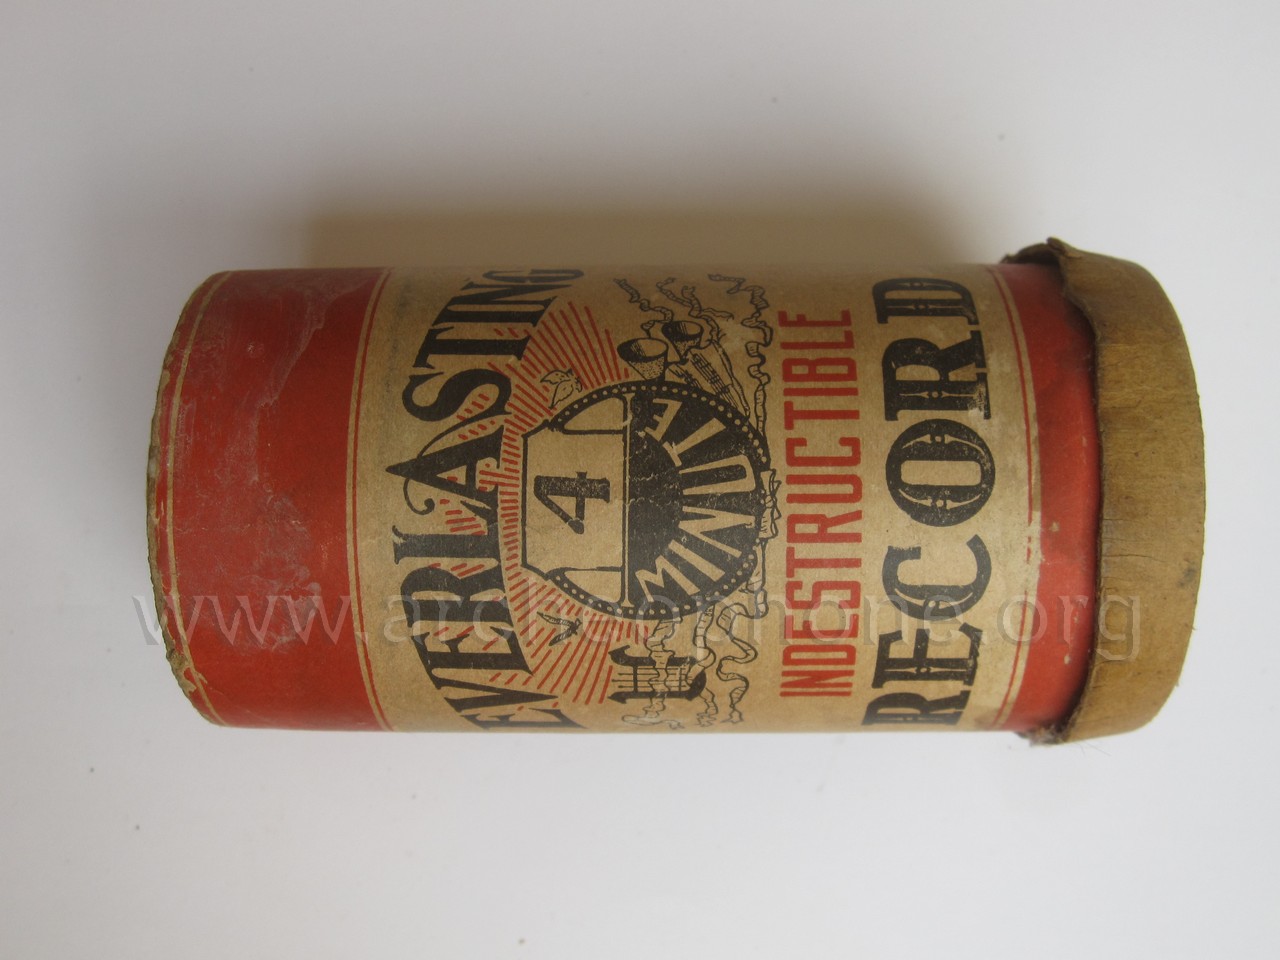 EVERLASTING
4
MINUTE
INDESTRUCTIBLE
RECORD
www.archeophone.org